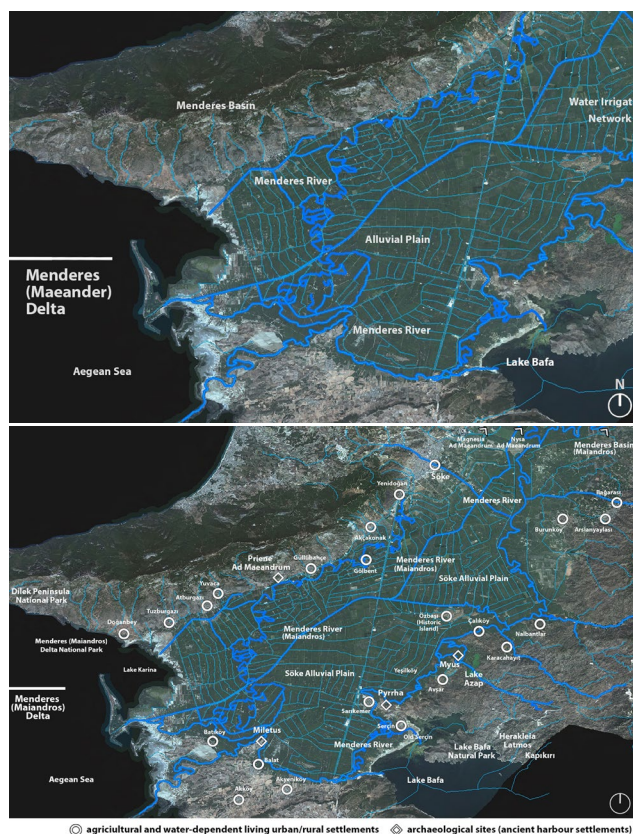 Menderes Basin
Water Irrigat
Network
Menderes River
Alluvial Plain
Menderes
(Maeander)
Delta
Menderes River
Lake Bafa
Aegean Sea
N
Magnesia
Ad Maeandrum
Nysa
Ad Maeandrum
Menderes Basin
(Maiandros)
Söke
Yenidoğan
Menderes River
Bağarası
Burunköy
Arslanyaylası
Akçakonak
Priene
Ad Maeandrum
Güllübahçe
Gölbent
Menderes River
(Maiandros)
Söke Alluvial Plain
Dilek Peninsula
National Park
Yuvaca
Atburgazı
Tuzburgazı
Doğanbey
Menderes (Maiandros)
Delta National Park
Menderes River
(Maiandros)
Özbaşı
(Historic
Island)
Çalıköy
Nalbantlar
Karacahayıt
Lake Karina
Söke Alluvial Plain
Yeşilköy
Myus
Lake
Azap
Avşar
Menderes
(Maiandros)
Delta
Pyrrha
Sarıkemer
Serçin
Old Serçin
Batıköy
Miletus
Menderes River
Herakleia
Latmos
Lake Bafa
Natural Park
Kapıkırı
Balat
Aegean Sea
Akyeniköy
Lake Bafa
Akköy
agriciultural and water-dependent living urban/rural settlements
archaeological sites (ancient harbour settlements)